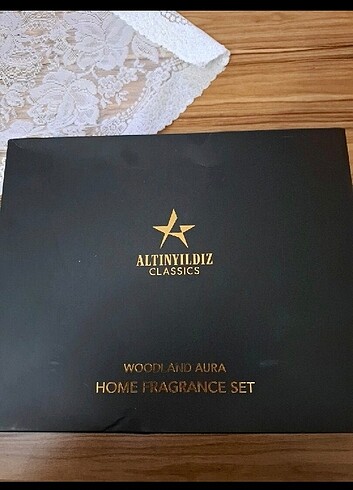 ALTINYILDIZ
CLASSICS
WOODLAND AURA
HOME FRAGRANCE SET